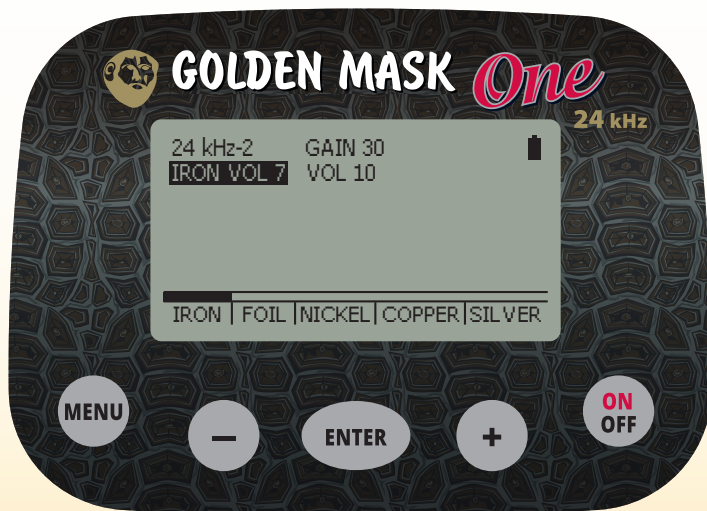 GOLDEN MASK One
24 kHz
24 kHz-2 GAIN 30
IRON VOL 7 VOL 10
IRON FOIL NICKEL COPPER SILVER
MENU
ON
OFF
− ENTER +